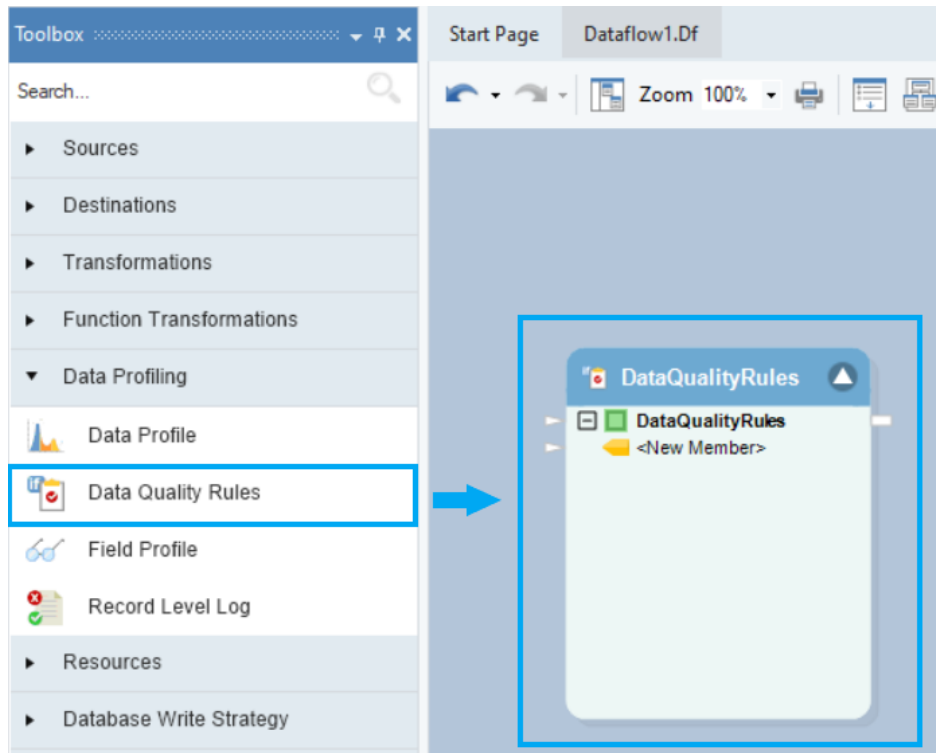 Toolbox
Search...
Sources
Destinations
Transformations
Function Transformations
Data Profiling
Data Profile
Data Quality Rules
Field Profile
Record Level Log
Resources
Database Write Strategy
Start Page Dataflow1.Df
Zoom 100%
DataQualityRules
DataQualityRules
<New Member>